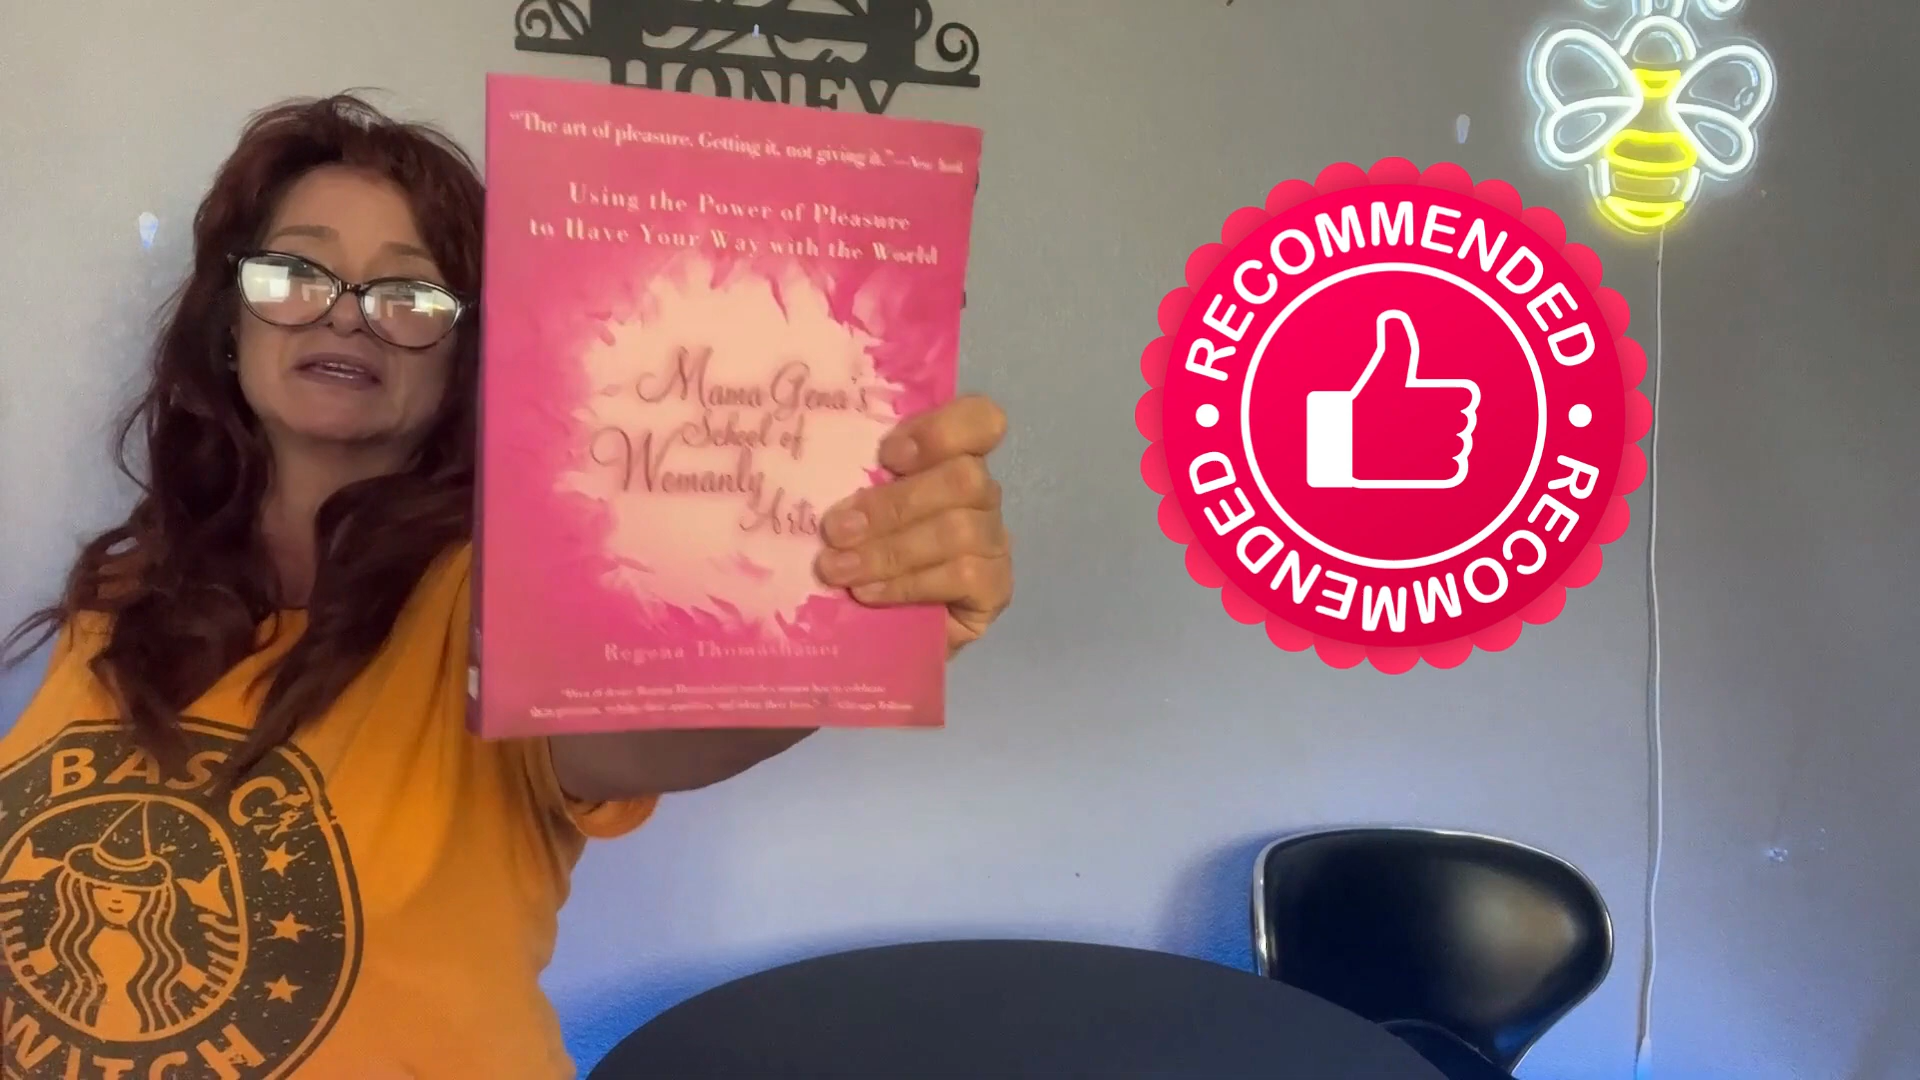 HONEY
"The art of pleasure. Getting it, not giving it."
Using the Power of Pleasure
to Have Your Way with the World
Mama Gena's
School of
Womanly
Arts
Regena Thomashauer
RECOMMENDED
RECOMMENDED
BASIC
WITCH